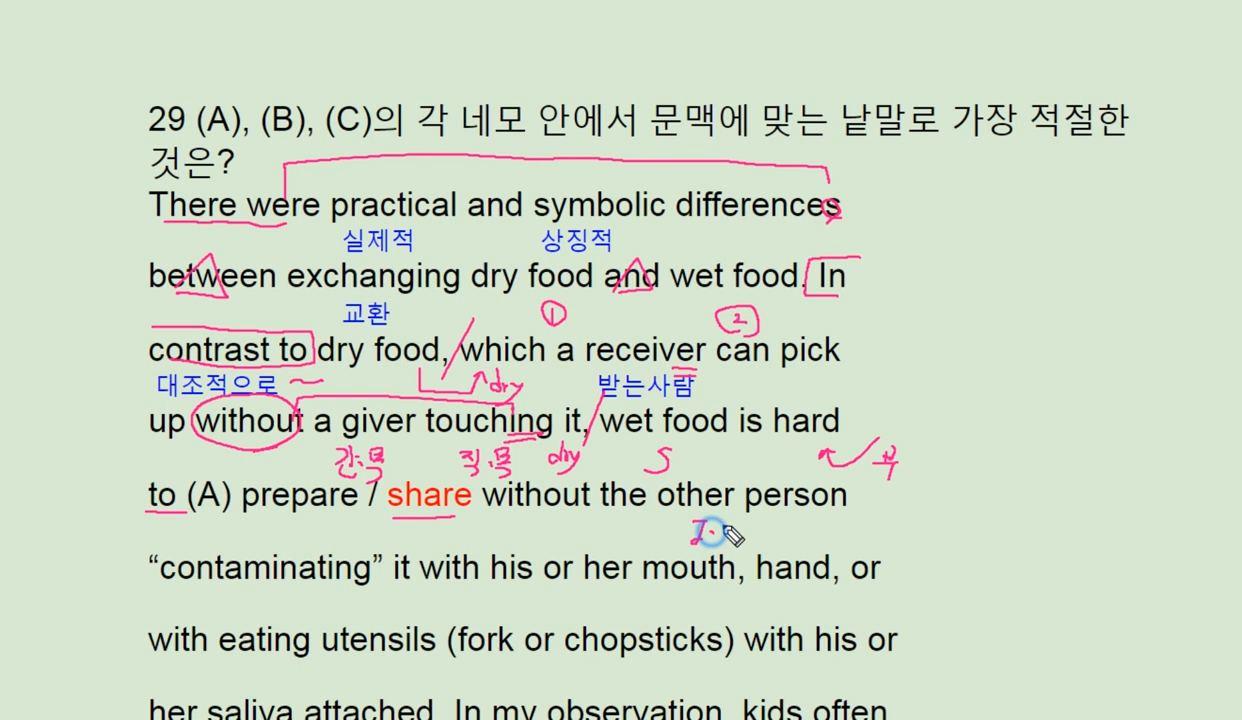 29 (A), (B), (C)의 각 네모 안에서 문맥에 맞는 낱말로 가장 적절한
것은?
There were practical and symbolic differences
실제적 상징적
between exchanging dry food and wet food. In
교환 ① ②
contrast to dry food, which a receiver can pick
대조적으로 ~ dry 받는사람
up without a giver touching it, wet food is hard
간·목 직·목 dry S 부
to (A) prepare / share without the other person
“contaminating” it with his or her mouth, hand, or
with eating utensils (fork or chopsticks) with his or
her saliva attached. In my observation, kids often